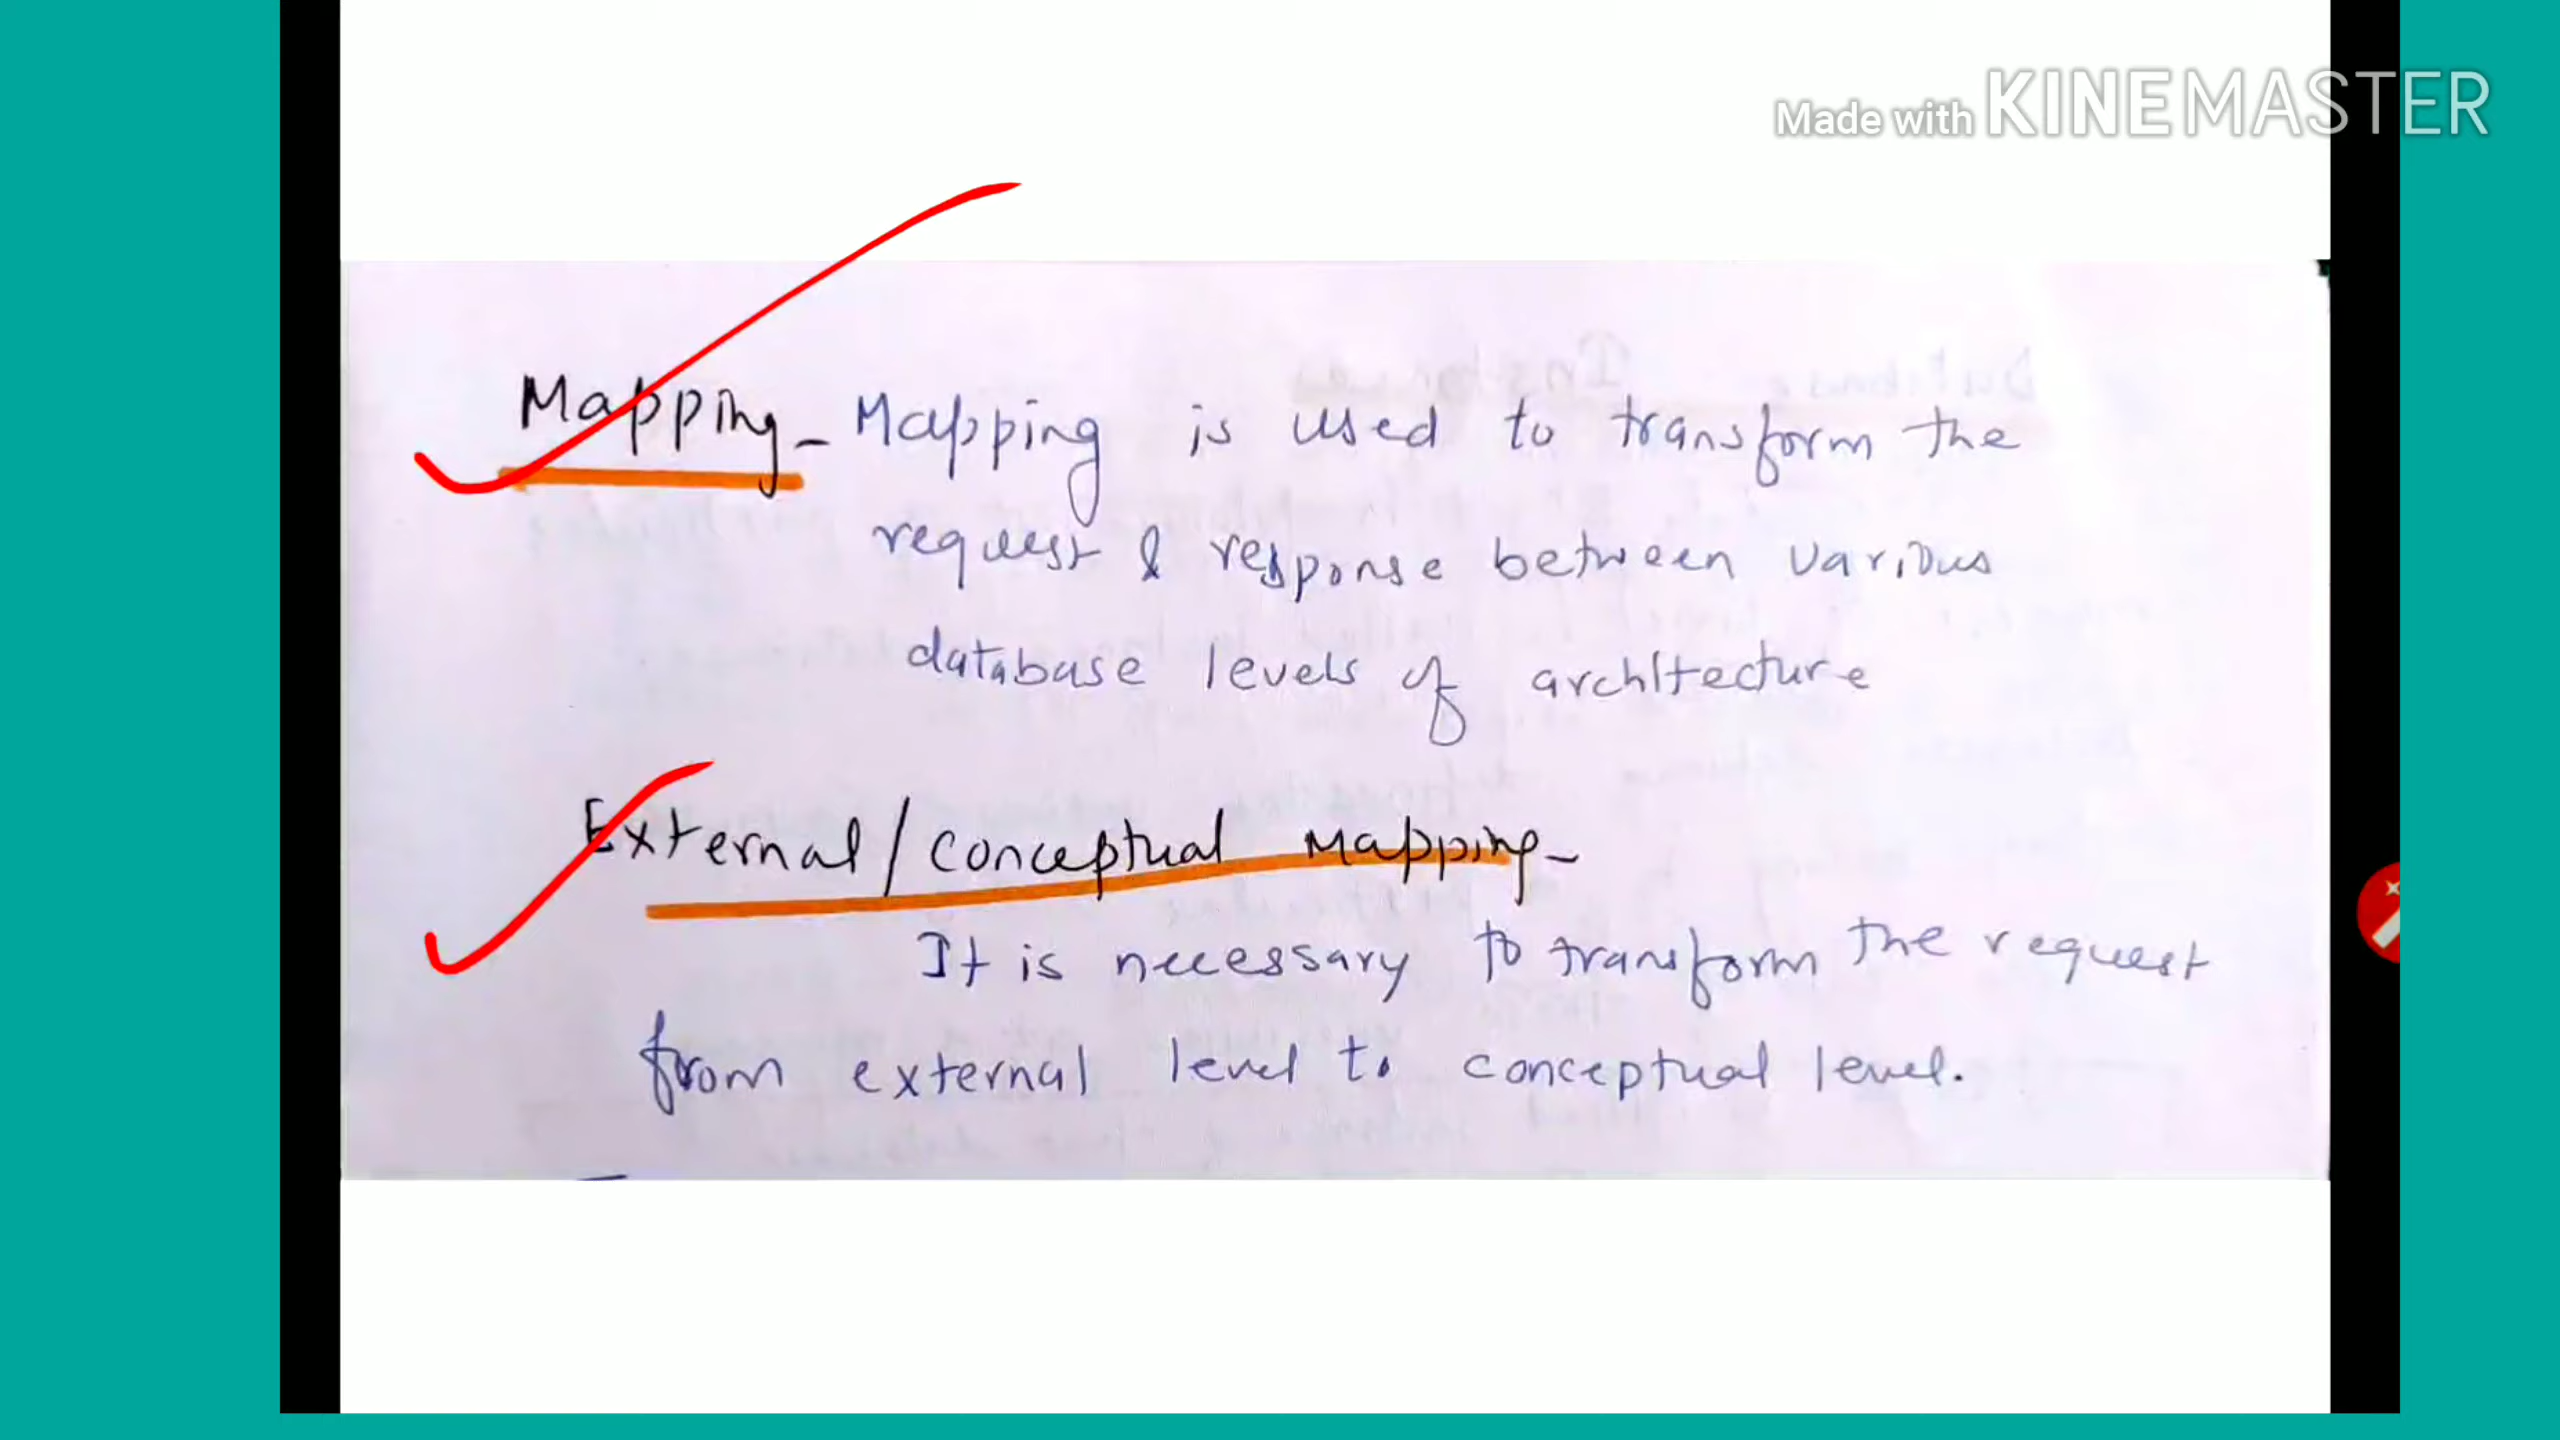 Made with KINEMASTER
Mapping - Mapping is used to transform the
request & response between various
database levels of architecture
External/conceptual Mapping -
It is necessary to transform the request
from external level to conceptual level.